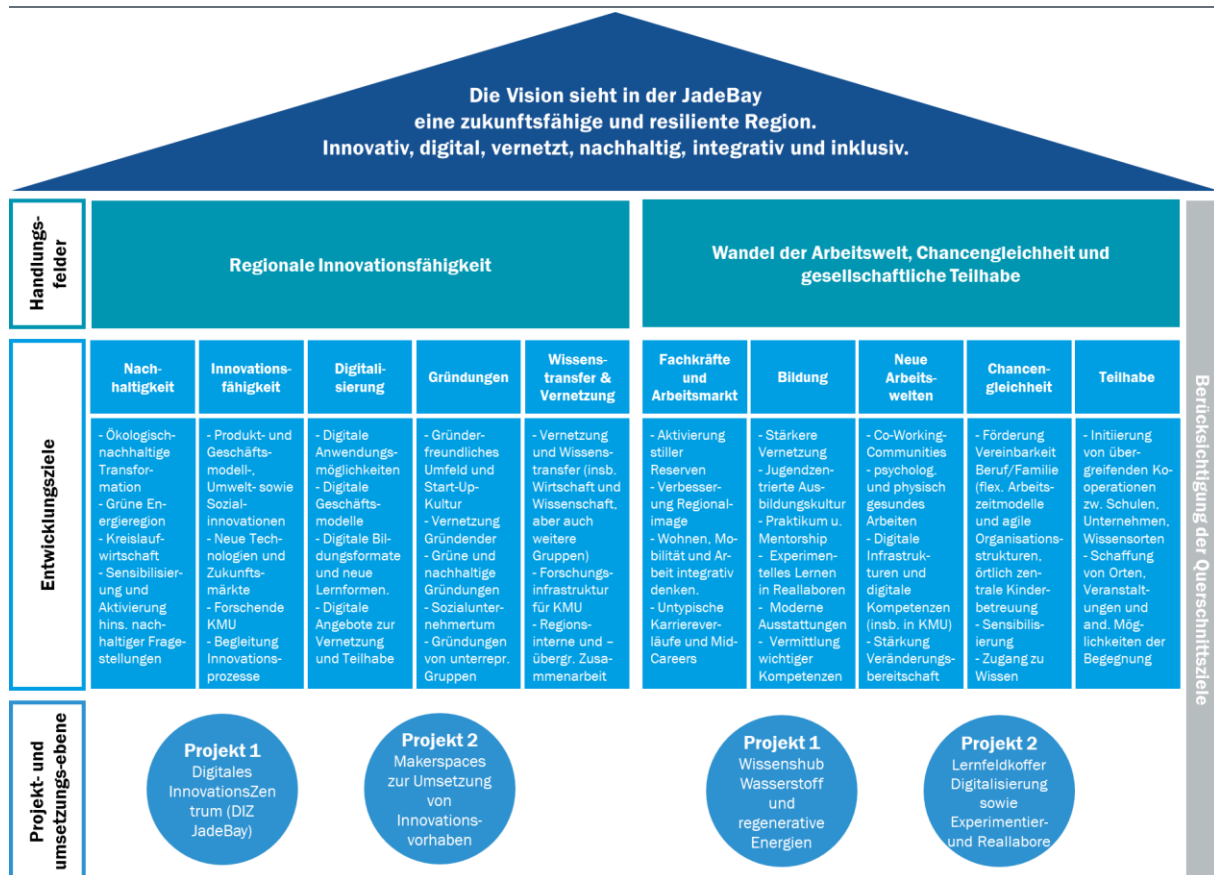 Die Vision sieht in der JadeBay
eine zukunftsfähige und resiliente Region.
Innovativ, digital, vernetzt, nachhaltig, integrativ und inklusiv.
Handlungs-
felder
Regionale Innovationsfähigkeit
Wandel der Arbeitswelt, Chancengleichheit und
gesellschaftliche Teilhabe
Entwicklungsziele
Nach-
haltigkeit
- Ökologisch-
nachhaltige
Transfor-
mation
- Grüne En-
ergieregion
- Kreislauf-
wirtschaft
- Sensibilisier-
ung und
Aktivierung
hins. nach-
haltiger Frage-
stellungen
Innovations-
fähigkeit
- Produkt- und
Geschäfts-
modell-,
Umwelt- sowie
Sozial-
innovationen
- Neue Tech-
nologien und
Zukunfts-
märkte
- Forschende
KMU
- Begleitung
Innovations-
prozesse
Digitali-
sierung
- Digitale
Anwendungs-
möglichkeiten
- Digitale
Geschäfts-
modelle
- Digitale Bil-
dungsformate
und neue
Lernformen.
- Digitale
Angebote zur
Vernetzung
und Teilhabe
Gründungen
- Gründer-
freundliches
Umfeld und
Start-Up-
Kultur
- Vernetzung
Gründender
- Grüne und
nachhaltige
Gründungen
- Sozialunter-
nehmertum
- Gründungen
von unterrepr.
Gruppen
Wissens-
transfer &
Vernetzung
- Vernetzung
und Wissens-
transfer (insb.
Wirtschaft und
Wissenschaft,
aber auch
weitere
Gruppen)
- Forschungs-
infrastruktur
für KMU
- Regions-
interne und –
übergr. Zusa-
mmenarbeit
Fachkräfte
und
Arbeitsmarkt
- Aktivierung
stiller
Reserven
- Verbesser-
ung Regional-
image
- Wohnen, Mo-
bilität und Ar-
beit integrativ
denken.
- Untypische
Karrierever-
läufe und Mid-
Careers
Bildung
- Stärkere
Vernetzung
- Jugendzen-
trierte Aus-
bildungskultur
- Praktikum u.
Mentorship
- Experimen-
telles Lernen
in Reallaboren
- Moderne
Ausstattungen
- Vermittlung
wichtiger
Kompetenzen
Neue
Arbeits-
welten
- Co-Working-
Communities
- psycholog.
und physisch
gesundes
Arbeiten
- Digitale
Infrastruk-
turen und
digitale
Kompetenzen
(insb. in KMU)
- Stärkung
Veränderungs-
bereitschaft
Chancen-
gleichheit
- Förderung
Vereinbarkeit
Beruf/Familie
(flex. Arbeits-
zeitmodelle
und agile
Organisations-
strukturen,
örtlich zen-
trale Kinder-
betreuung
- Sensibilis-
ierung
- Zugang zu
Wissen
Teilhabe
- Initiierung
von über-
greifenden Ko-
operationen
zw. Schulen,
Unternehmen,
Wissensorten
- Schaffung
von Orten,
Veranstalt-
ungen und
and. Mög-
lichkeiten der
Begegnung
Berücksichtigung der Querschnittsziele
Projekt- und
umsetzungs-ebene
Projekt 1
Digitales
InnovationsZen
trum (DIZ
JadeBay)
Projekt 2
Makerspaces
zur Umsetzung
von
Innovations-
vorhaben
Projekt 1
Wissenshub
Wasserstoff
und
regenerative
Energien
Projekt 2
Lernfeldkoffer
Digitalisierung
sowie
Experimentier-
und Reallabore